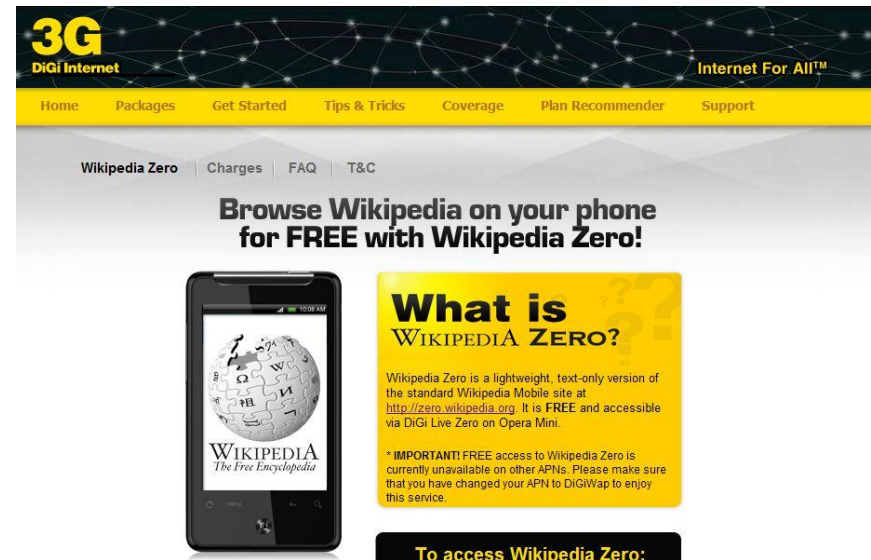 3G
DiGi Internet
Internet For All™
Home Packages Get Started Tips & Tricks Coverage Plan Recommender Support
Wikipedia Zero Charges FAQ T&C
Browse Wikipedia on your phone
for FREE with Wikipedia Zero!
10:08 AM
Ω W
И
祖
WIKIPEDIA
The Free Encyclopedia
menu
What is
WIKIPEDIA ZERO?
Wikipedia Zero is a lightweight, text-only version of
the standard Wikipedia Mobile site at
http://zero.wikipedia.org. It is FREE and accessible
via DiGi Live Zero on Opera Mini.
* IMPORTANT! FREE access to Wikipedia Zero is
currently unavailable on other APNs. Please make sure
that you have changed your APN to DiGiWap to enjoy
this service.
To access Wikipedia Zero: